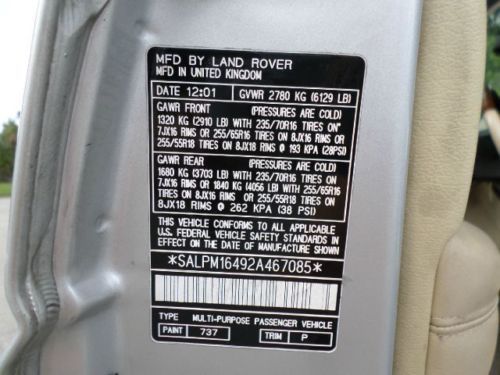 MFD BY LAND ROVER
MFD IN UNITED KINGDOM
DATE 12:01 GVWR 2780 KG (6129 LB)
GAWR FRONT (PRESSURES ARE COLD)
1320 KG (2910 LB) WITH 235/70R16 TIRES ON"
7JX16 RIMS OR 255/65R16 TIRES ON 8JX16 RIMS OR
255/55R18 TIRES ON 8JX18 RIMS @ 193 KPA (28PSI)
GAWR REAR (PRESSURES ARE COLD)
1680 KG (3703 LB) WITH 235/70R16 TIRES ON
7JX16 RIMS OR 1840 KG (4056 LB) WITH 255/65R16
TIRES ON 8JX16 RIMS OR 255/55R18 TIRES ON
8JX18 RIMS @ 262 KPA (38 PSI)
THIS VEHICLE CONFORMS TO ALL APPLICABLE
U.S. FEDERAL MOTOR VEHICLE SAFETY STANDARDS
IN EFFECT ON THE DATE OF MANUFACTURE SHOWN
*SALPM16492A467085*
TYPE MULTI-PURPOSE PASSENGER VEHICLE
PAINT 737 TRIM P